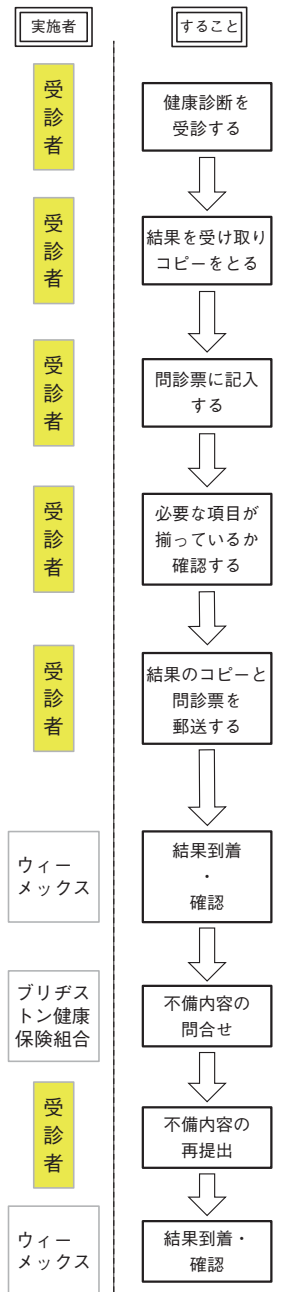 実施者
すること
受診者
健康診断を
受診する
受診者
結果を受け取り
コピーをとる
受診者
問診票に記入
する
受診者
必要な項目が
揃っているか
確認する
受診者
結果のコピーと
問診票を
郵送する
ウィー
メックス
結果到着
・
確認
ブリヂス
トン健康
保険組合
不備内容の
問合せ
受診者
不備内容の
再提出
ウィー
メックス
結果到着・
確認